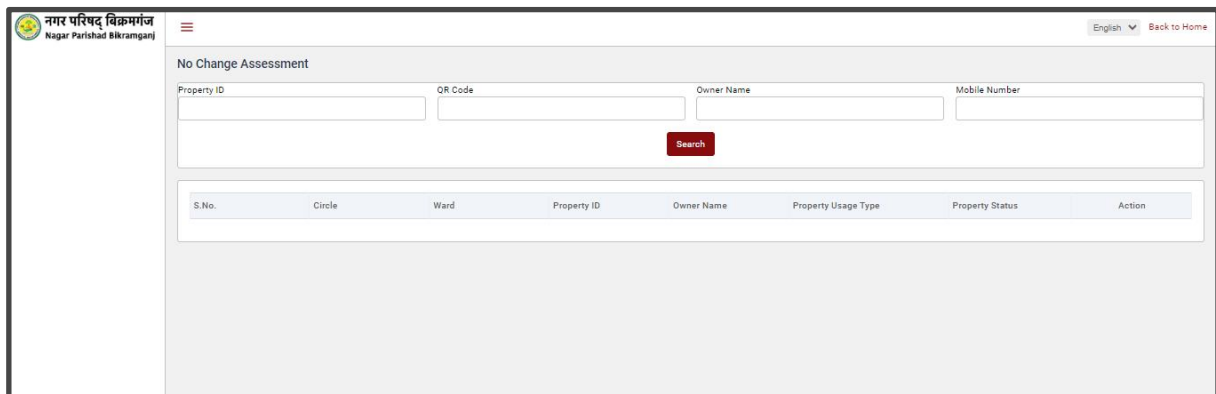 नगर परिषद् बिक्रमगंज
Nagar Parishad Bikramganj
English Back to Home
No Change Assessment
Property ID QR Code Owner Name Mobile Number
Search
S.No. Circle Ward Property ID Owner Name Property Usage Type Property Status Action